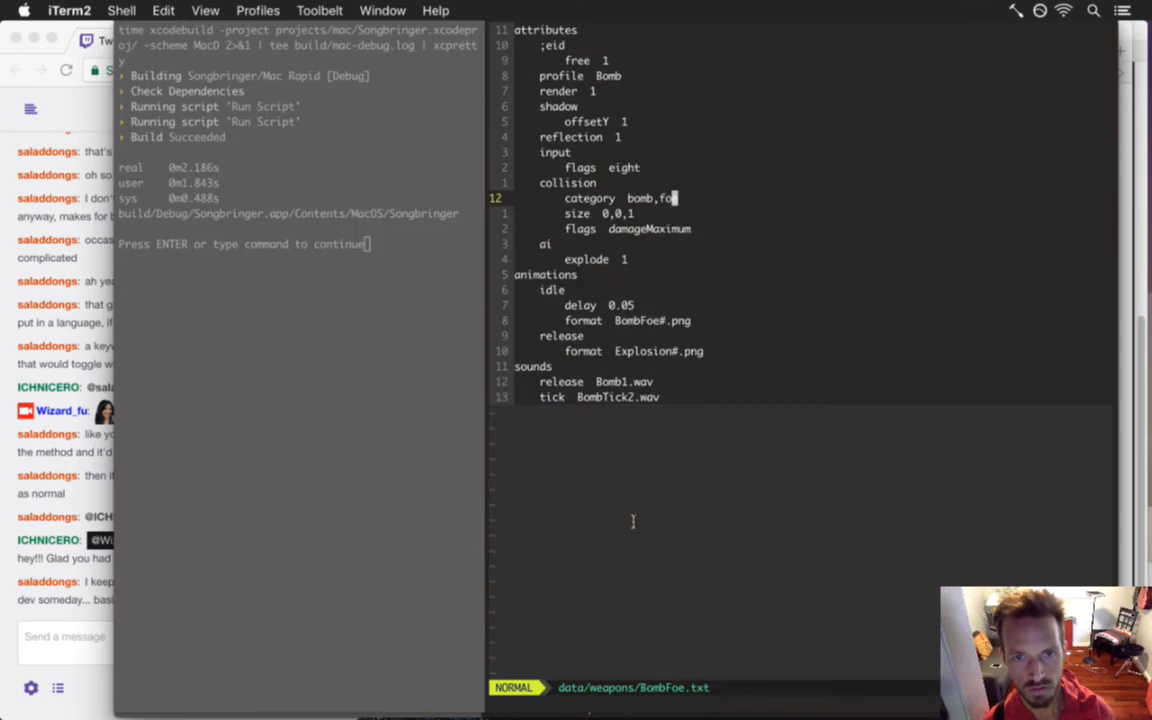 iTerm2 Shell Edit View Profiles Toolbelt Window Help
Tw
S
saladdongs: that's
saladdongs: oh so
saladdongs: I don'
anyway, makes for b
saladdongs: occas
complicated
saladdongs: ah yea
saladdongs: that g
put in a language, if
saladdongs: a key
that would toggle w
ICHNICERO: @sala
Wizard_fu:
saladdongs: like yo
the method and it'd
saladdongs: then it
as normal
saladdongs: @ICH
ICHNICERO: @Wi
hey!!! Glad you had
saladdongs: I keep
dev someday... basi
Send a message
time xcodebuild -project projects/mac/Songbringer.xcodepr
oj/ -scheme MacD 2>&1 | tee build/mac-debug.log | xcprett
y
› Building Songbringer/Mac Rapid [Debug]
› Check Dependencies
› Running script 'Run Script'
› Running script 'Run Script'
› Build Succeeded
real 0m2.186s
user 0m1.843s
sys 0m0.488s
build/Debug/Songbringer.app/Contents/MacOS/Songbringer
Press ENTER or type command to continue
11 attributes
10 ;eid
9 free 1
8 profile Bomb
7 render 1
6 shadow
5 offsetY 1
4 reflection 1
3 input
2 flags eight
1 collision
12 category bomb,foe
1 size 0,0,1
2 flags damageMaximum
3 ai
4 explode 1
5 animations
6 idle
7 delay 0.05
8 format BombFoe#.png
9 release
10 format Explosion#.png
11 sounds
12 release Bomb1.wav
13 tick BombTick2.wav
NORMAL data/weapons/BombFoe.txt